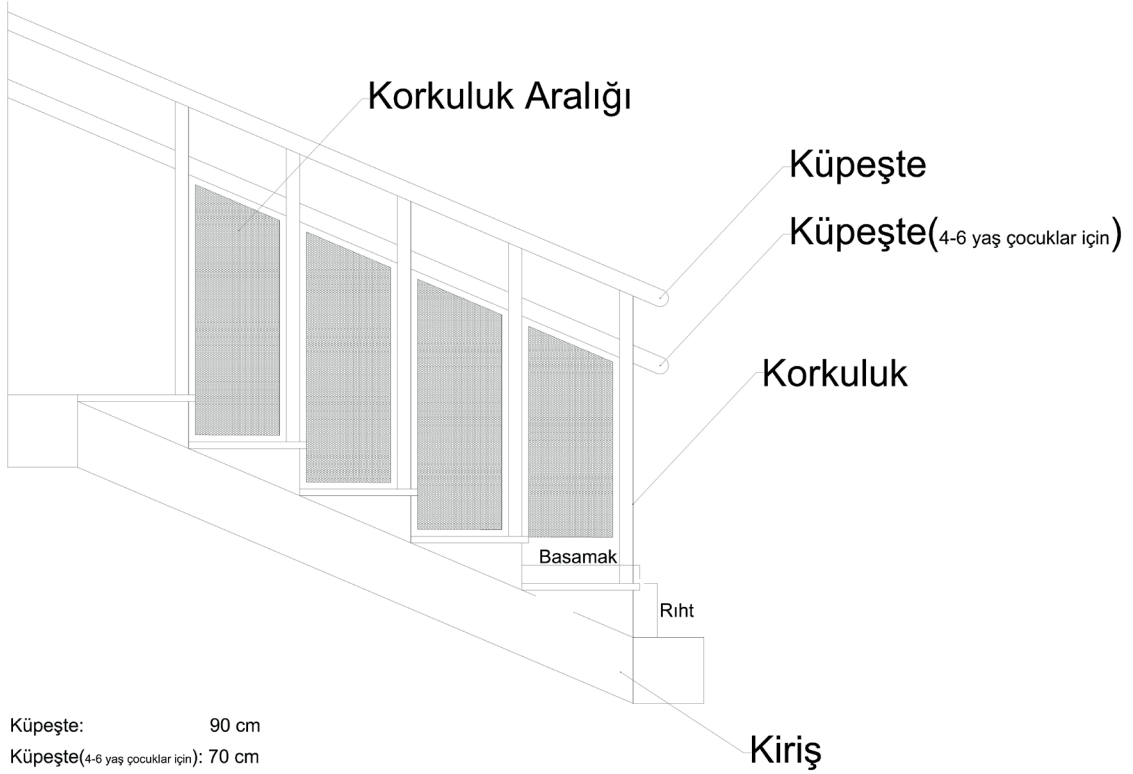 Korkuluk Aralığı
Küpeşte
Küpeşte(4-6 yaş çocuklar için)
Korkuluk
Basamak
Rıht
Kiriş
Küpeşte: 90 cm
Küpeşte(4-6 yaş çocuklar için): 70 cm